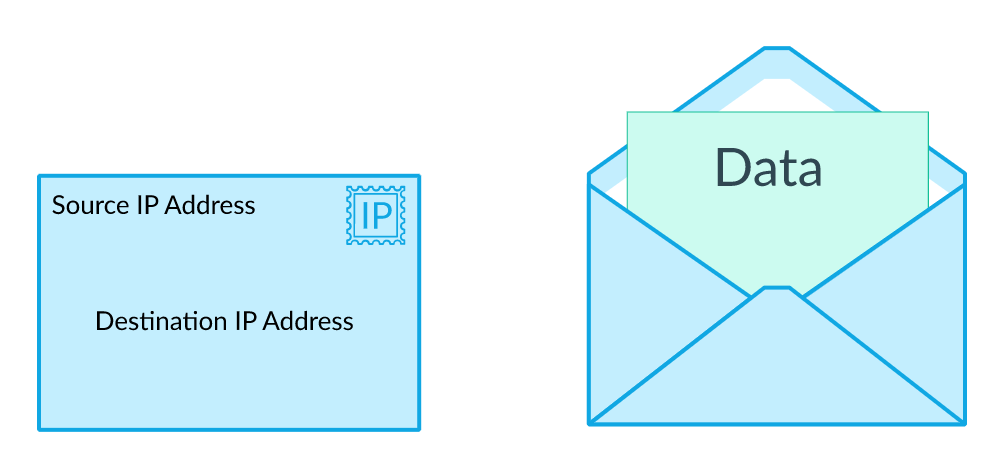 Source IP Address
IP
Destination IP Address
Data